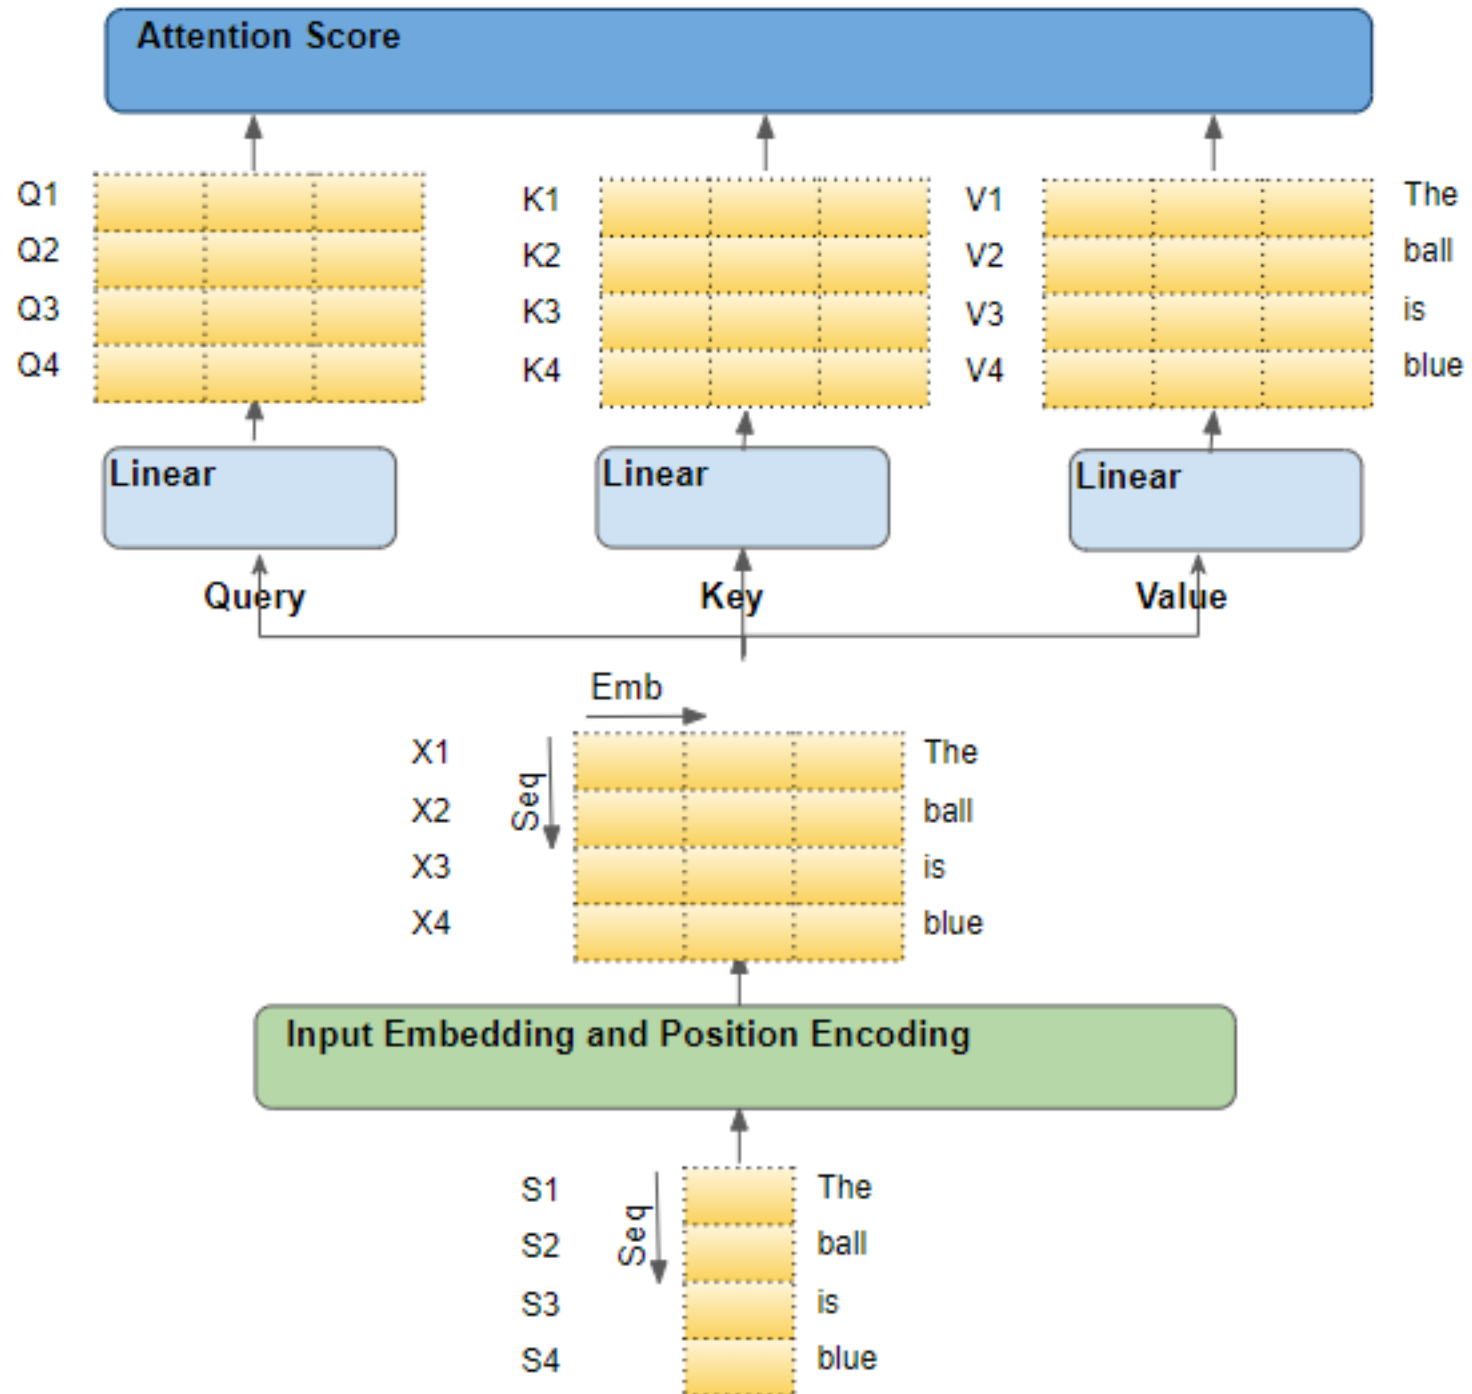 Attention Score
Q1 K1 V1 The
Q2 K2 V2 ball
Q3 K3 V3 is
Q4 K4 V4 blue
Linear Linear Linear
Query Key Value
Emb
Seq
X1 The
X2 ball
X3 is
X4 blue
Input Embedding and Position Encoding
Seq
S1 The
S2 ball
S3 is
S4 blue